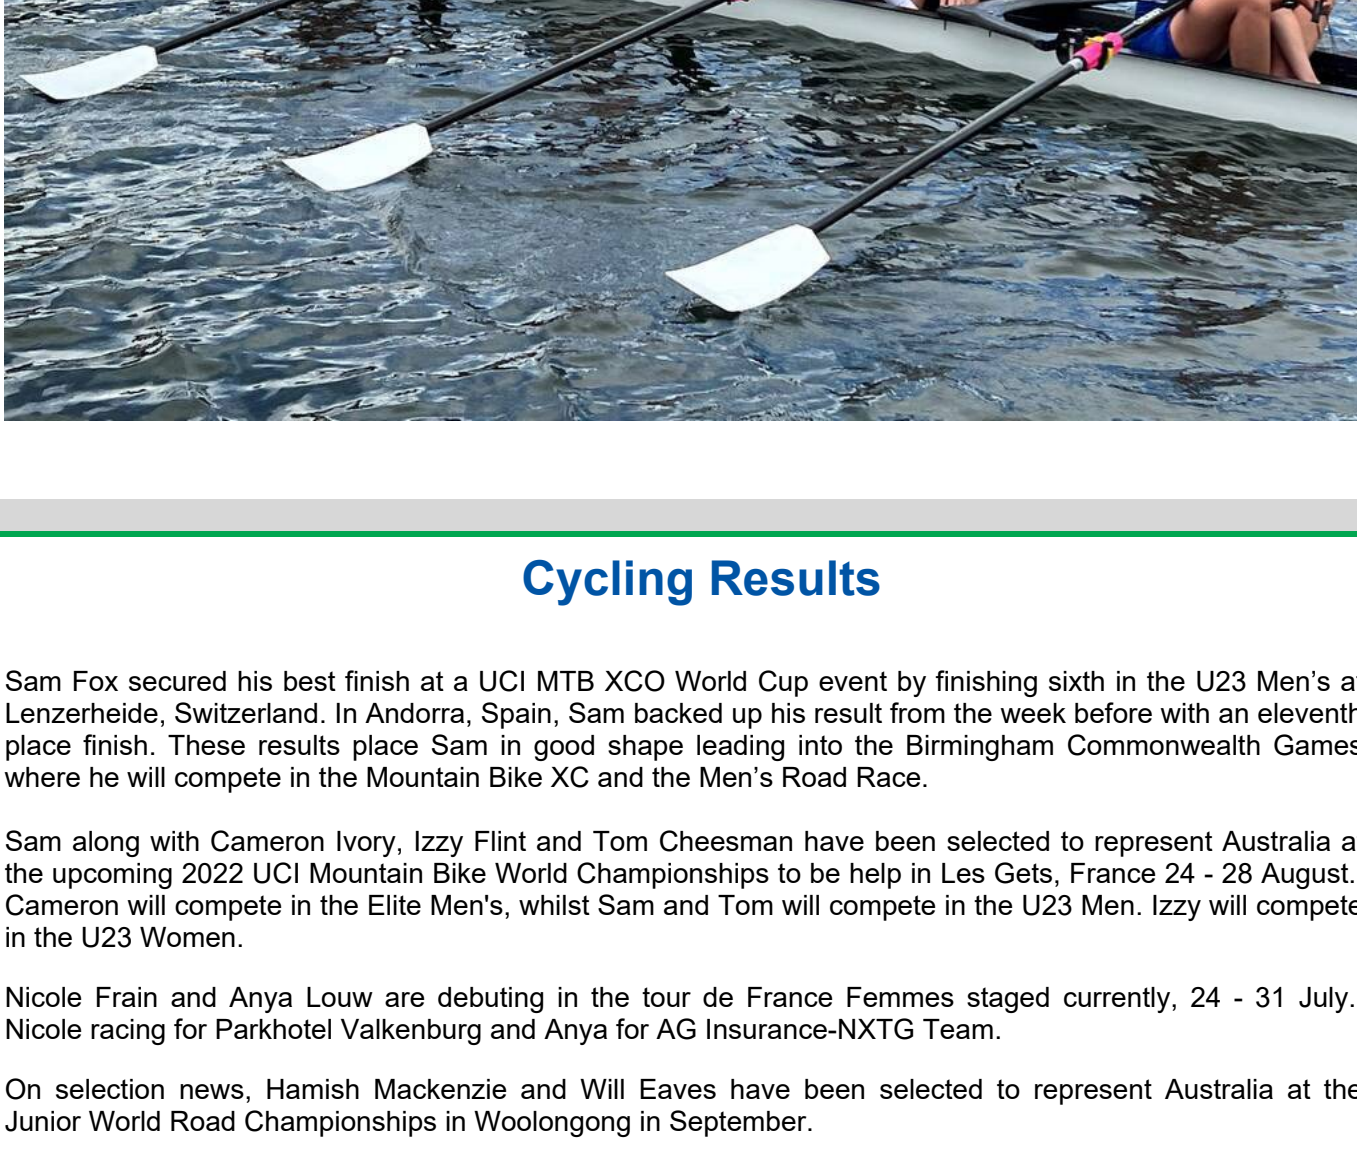 Cycling Results
Sam Fox secured his best finish at a UCI MTB XCO World Cup event by finishing sixth in the U23 Men's at
Lenzerheide, Switzerland. In Andorra, Spain, Sam backed up his result from the week before with an eleventh
place finish. These results place Sam in good shape leading into the Birmingham Commonwealth Games
where he will compete in the Mountain Bike XC and the Men's Road Race.
Sam along with Cameron Ivory, Izzy Flint and Tom Cheesman have been selected to represent Australia a
the upcoming 2022 UCI Mountain Bike World Championships to be help in Les Gets, France 24 - 28 August.
Cameron will compete in the Elite Men's, whilst Sam and Tom will compete in the U23 Men. Izzy will compete
in the U23 Women.
Nicole Frain and Anya Louw are debuting in the tour de France Femmes staged currently, 24 - 31 July.
Nicole racing for Parkhotel Valkenburg and Anya for AG Insurance-NXTG Team.
On selection news, Hamish Mackenzie and Will Eaves have been selected to represent Australia at the
Junior World Road Championships in Woolongong in September.